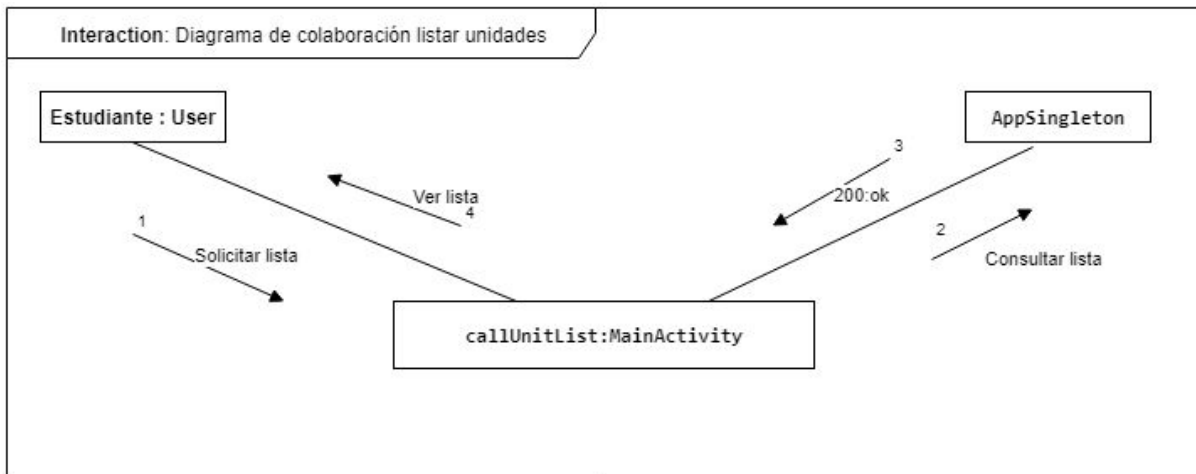 Interaction: Diagrama de colaboración listar unidades
Estudiante : User
AppSingleton
3
Ver lista
200:ok
4
1
2
Solicitar lista
Consultar lista
callUnitList:MainActivity